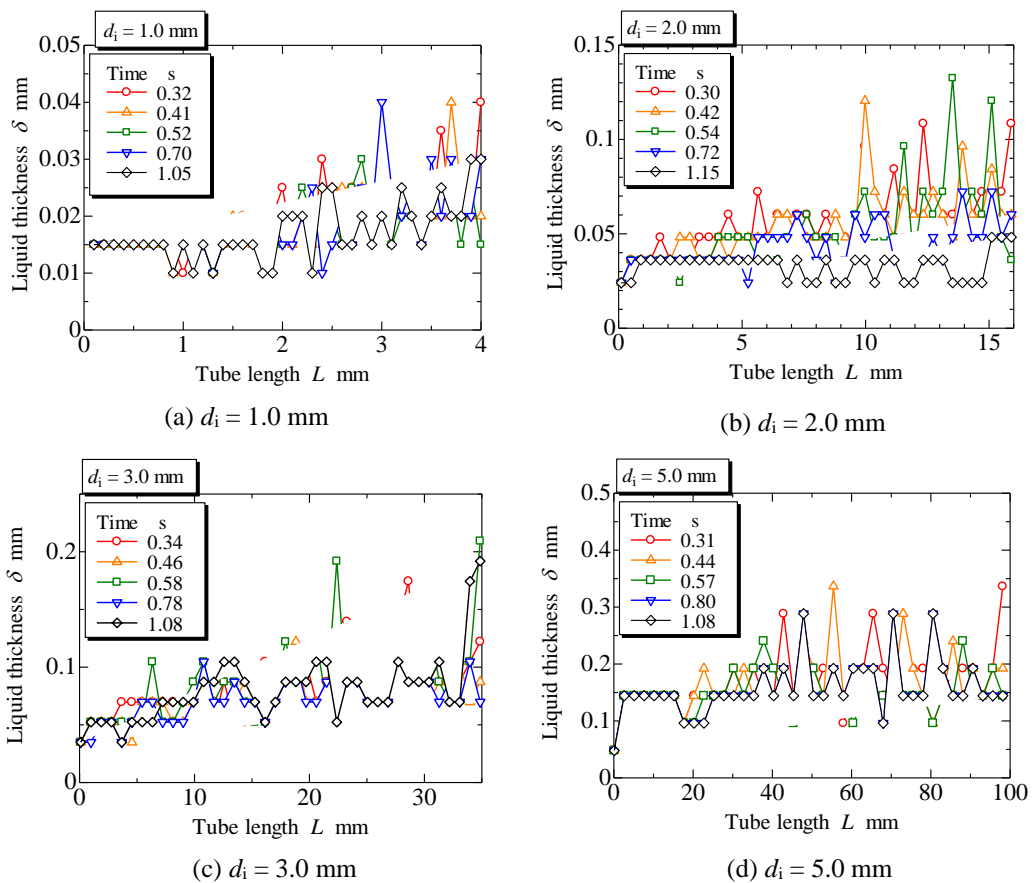 dᵢ = 1.0 mm
Time s
0.32
0.41
0.52
0.70
1.05
0.05
0.04
0.03
0.02
0.01
0
1
2
3
4
Liquid thickness δ mm
Tube length L mm
(a) dᵢ = 1.0 mm
dᵢ = 2.0 mm
Time s
0.30
0.42
0.54
0.72
1.15
0.15
0.1
0.05
0
0
5
10
15
Liquid thickness δ mm
Tube length L mm
(b) dᵢ = 2.0 mm
dᵢ = 3.0 mm
Time s
0.34
0.46
0.58
0.78
1.08
0.2
0.1
0
0
10
20
30
Liquid thickness δ mm
Tube length L mm
(c) dᵢ = 3.0 mm
dᵢ = 5.0 mm
Time s
0.31
0.44
0.57
0.80
1.08
0.5
0.4
0.3
0.2
0.1
0
0
20
40
60
80
100
Liquid thickness δ mm
Tube length L mm
(d) dᵢ = 5.0 mm